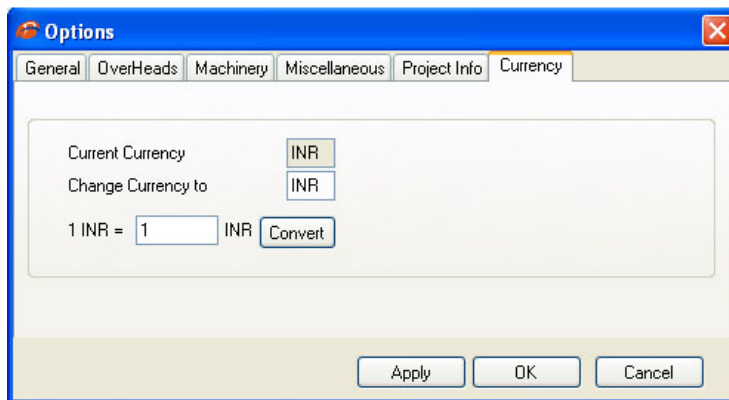 Options
General OverHeads Machinery Miscellaneous Project Info Currency
Current Currency INR
Change Currency to INR
1 INR = 1 INR Convert
Apply OK Cancel